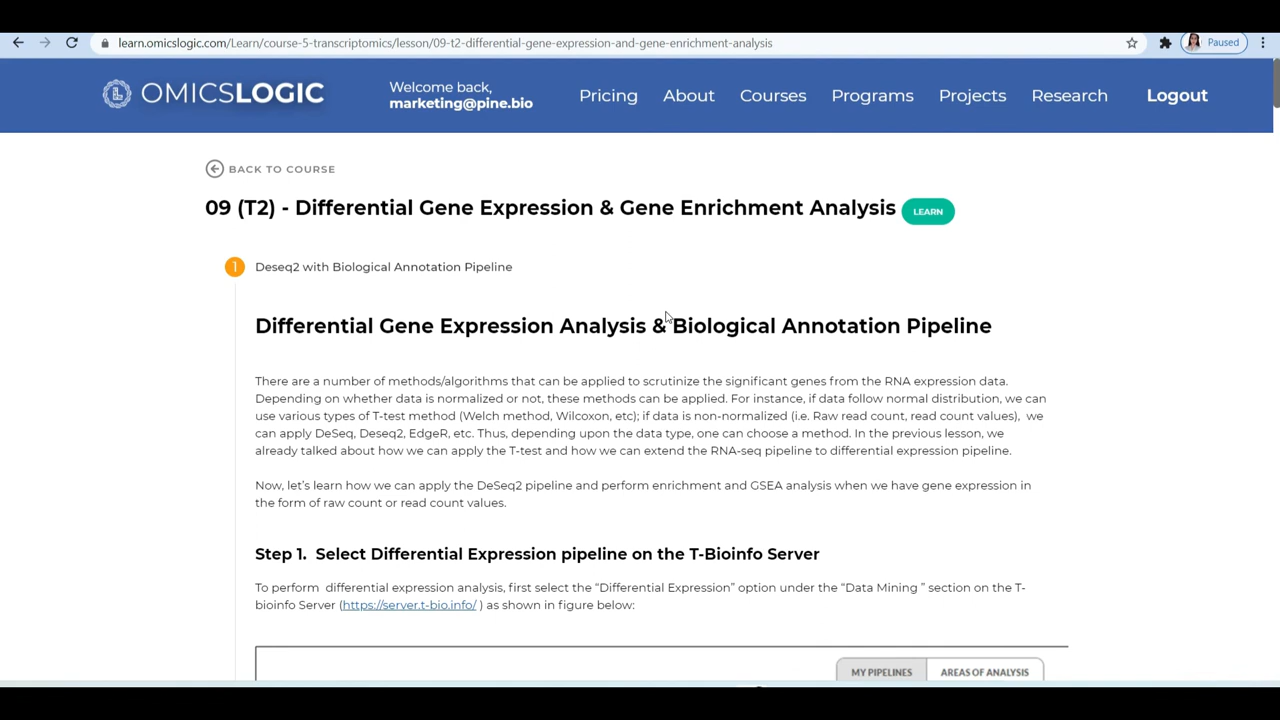 learn.omicslogic.com/Learn/course-5-transcriptomics/lesson/09-t2-differential-gene-expression-and-gene-enrichment-analysis
Paused
OMICSLOGIC
Welcome back,
marketing@pine.bio
Pricing
About
Courses
Programs
Projects
Research
Logout
BACK TO COURSE
09 (T2) - Differential Gene Expression & Gene Enrichment Analysis
LEARN
1
Deseq2 with Biological Annotation Pipeline
Differential Gene Expression Analysis & Biological Annotation Pipeline
There are a number of methods/algorithms that can be applied to scrutinize the significant genes from the RNA expression data.
Depending on whether data is normalized or not, these methods can be applied. For instance, if data follow normal distribution, we can
use various types of T-test method (Welch method, Wilcoxon, etc); if data is non-normalized (i.e. Raw read count, read count values), we
can apply DeSeq, Deseq2, EdgeR, etc. Thus, depending upon the data type, one can choose a method. In the previous lesson, we
already talked about how we can apply the T-test and how we can extend the RNA-seq pipeline to differential expression pipeline.
Now, let's learn how we can apply the DeSeq2 pipeline and perform enrichment and GSEA analysis when we have gene expression in
the form of raw count or read count values.
Step 1. Select Differential Expression pipeline on the T-Bioinfo Server
To perform differential expression analysis, first select the “Differential Expression” option under the “Data Mining ” section on the T-
bioinfo Server (https://server.t-bio.info/ ) as shown in figure below:
MY PIPELINES
AREAS OF ANALYSIS